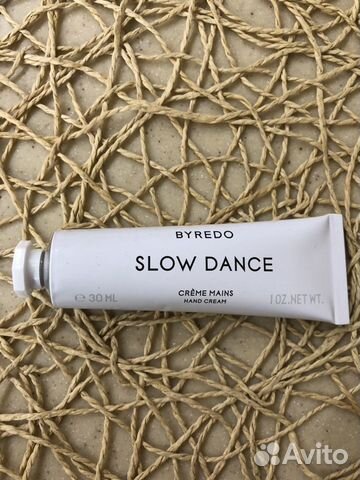 BYREDO
SLOW DANCE
CRÈME MAINS
HAND CREAM
℮ 30 ML
1 OZ. NET WT.
Avito